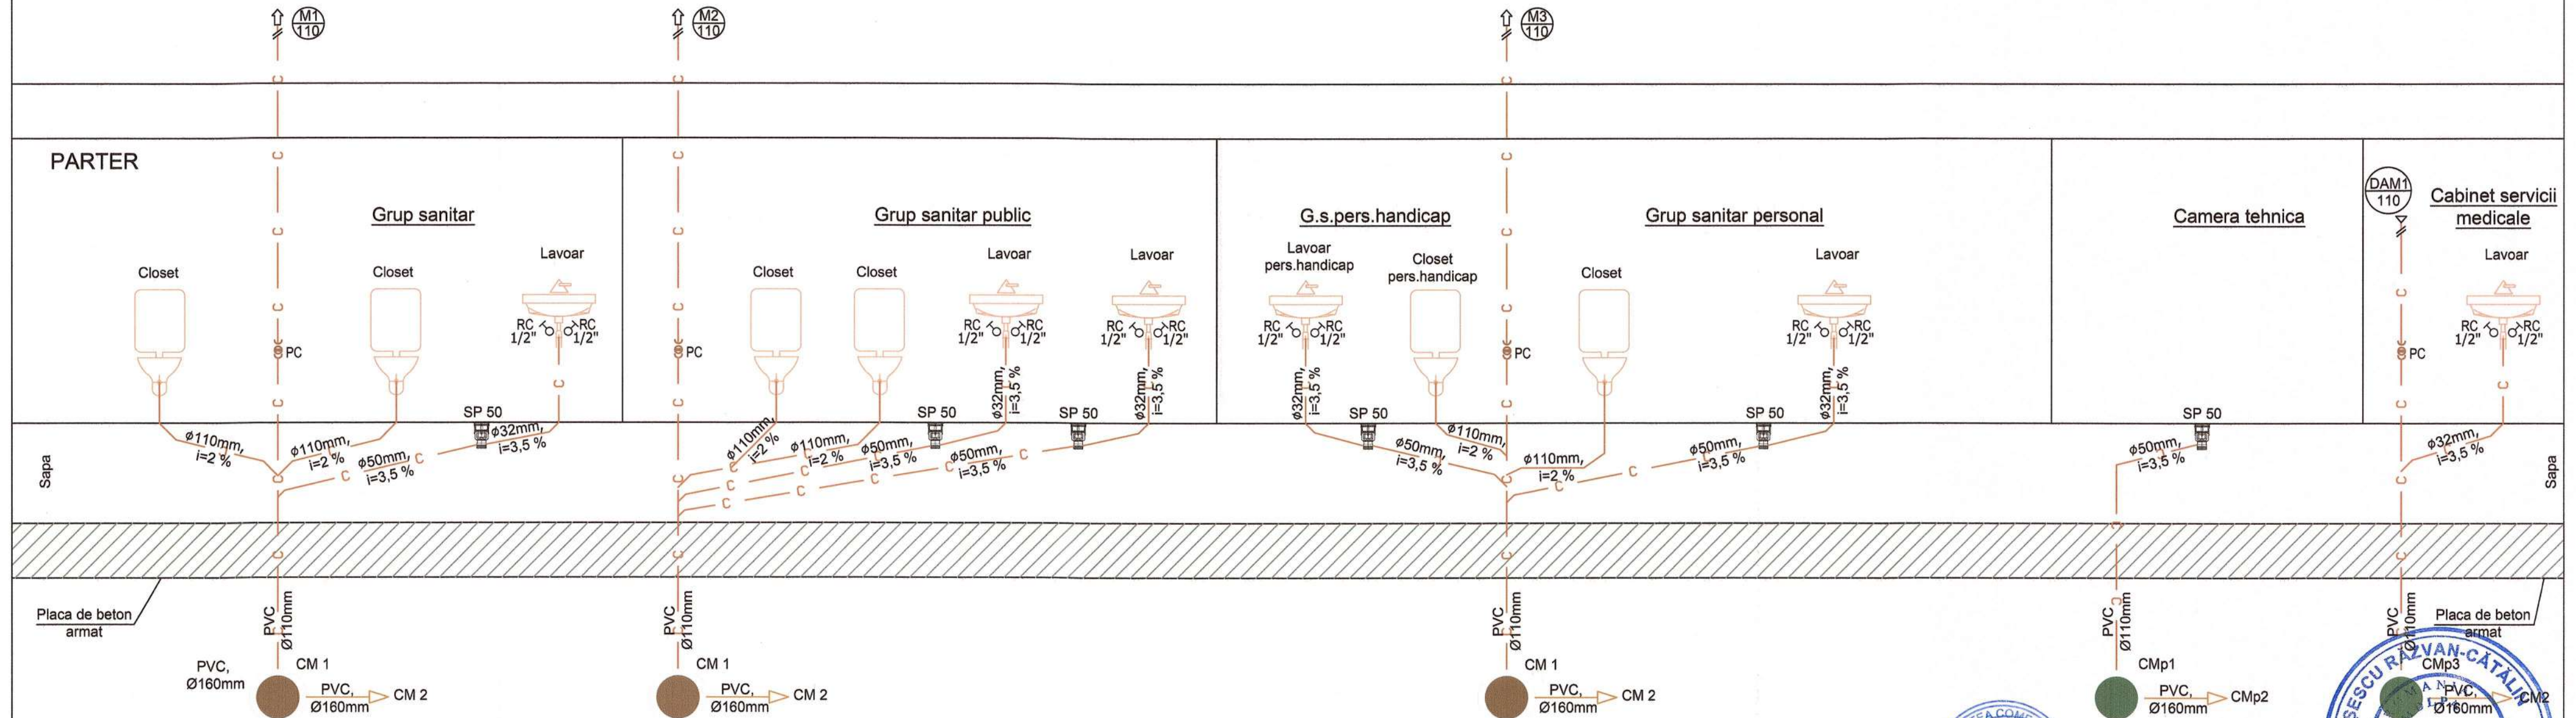 M1
110
M2
110
M3
110
PARTER
Grup sanitar
Grup sanitar public
G.s.pers.handicap
Grup sanitar personal
Camera tehnica
DAM1
110
Cabinet servicii
medicale
Closet
Closet
Lavoar
Closet
Closet
Lavoar
Lavoar
Lavoar
pers.handicap
Closet
pers.handicap
Closet
Lavoar
Lavoar
RC
1/2"
RC
1/2"
RC
1/2"
RC
1/2"
RC
1/2"
RC
1/2"
RC
1/2"
RC
1/2"
RC
1/2"
RC
1/2"
RC
1/2"
RC
1/2"
PC
PC
PC
PC
ø32mm,
i=3,5 %
ø32mm,
i=3,5 %
ø32mm,
i=3,5 %
ø32mm,
i=3,5 %
SP 50
SP 50
SP 50
SP 50
SP 50
SP 50
Sapa
ø110mm,
i=2 %
ø110mm,
i=2 %
ø50mm,
i=3,5 %
ø32mm,
i=3,5 %
ø110mm,
i=2 %
ø110mm,
i=2 %
ø50mm,
i=3,5 %
ø50mm,
i=3,5 %
ø50mm,
i=3,5 %
ø110mm,
i=2 %
ø110mm,
i=2 %
ø50mm,
i=3,5 %
ø50mm,
i=3,5 %
ø32mm,
i=3,5 %
Sapa
Placa de beton
armat
PVC
Ø110mm
PVC
Ø110mm
PVC
Ø110mm
PVC
Ø110mm
PVC
Ø110mm
Placa de beton
armat
PVC,
Ø160mm
CM 1
PVC,
Ø160mm
CM 2
CM 1
PVC,
Ø160mm
CM 2
CM 1
PVC,
Ø160mm
CM 2
CMp1
PVC,
Ø160mm
CMp2
CMp3
PVC,
Ø160mm
CM2
ESCU RĂZVAN-CĂTĂLIN